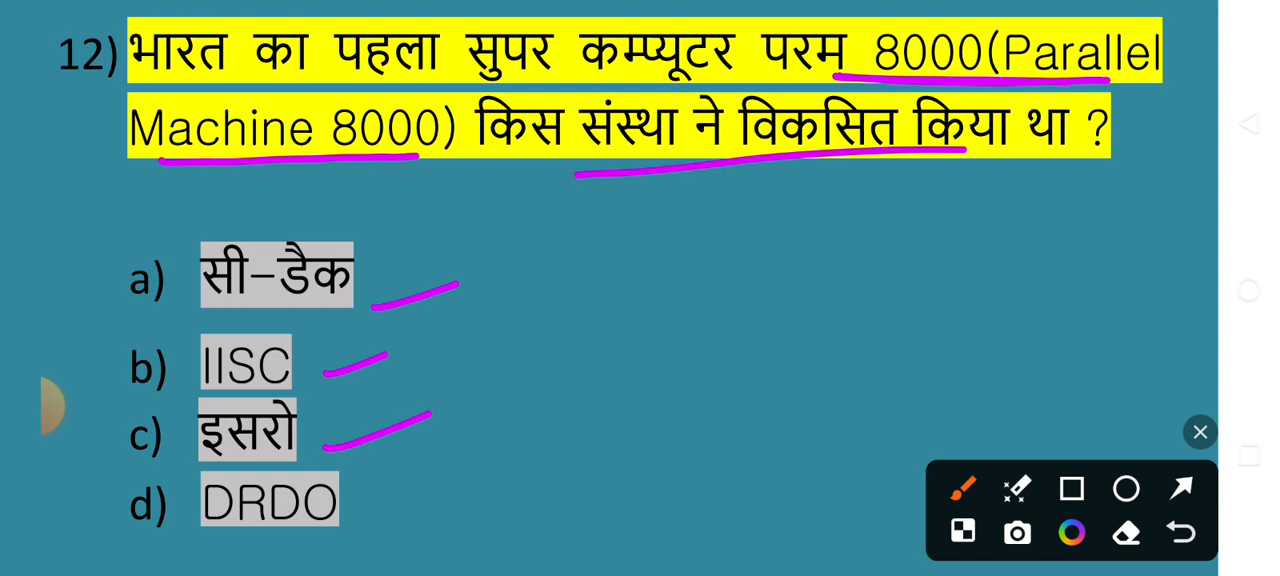 12) भारत का पहला सुपर कम्प्यूटर परम 8000(Parallel
Machine 8000) किस संस्था ने विकसित किया था ?
a) सी-डैक
b) IISC
c) इसरो
d) DRDO